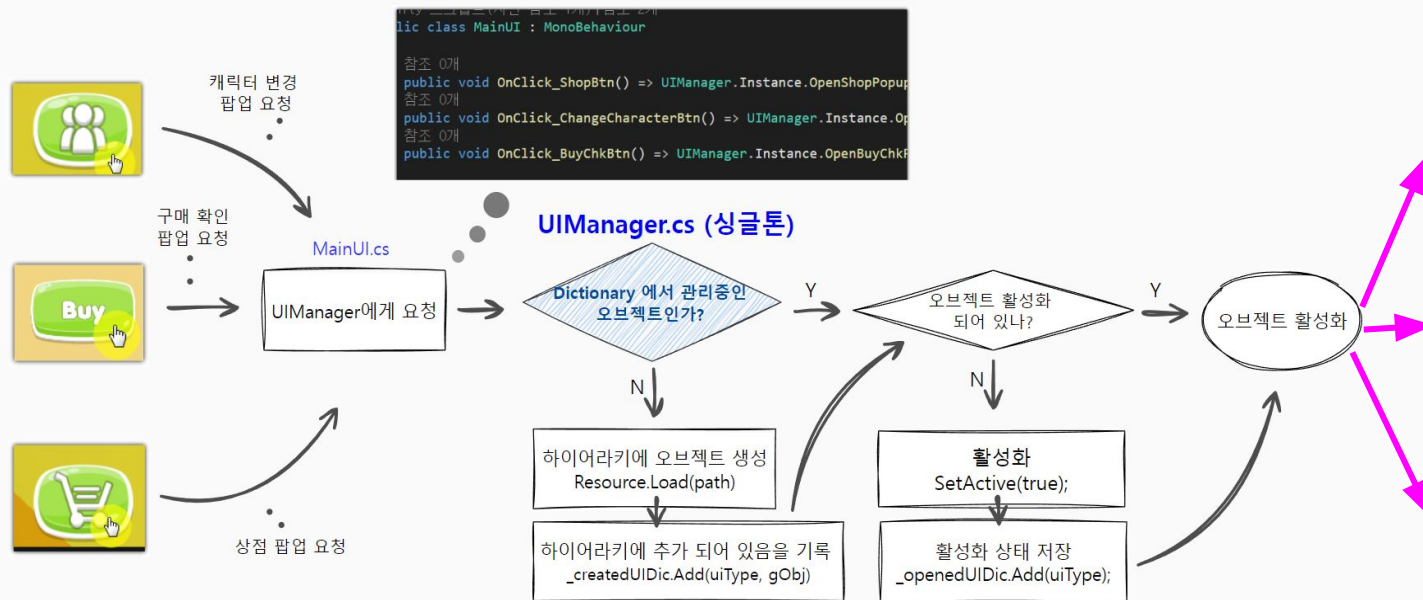 lic class MainUI : MonoBehaviour
참조 0개
public void OnClick_ShopBtn() => UIManager.Instance.OpenShopPopup
참조 0개
public void OnClick_ChangeCharacterBtn() => UIManager.Instance.Op
참조 0개
public void OnClick_BuyChkBtn() => UIManager.Instance.OpenBuyChk
캐릭터 변경
팝업 요청
구매 확인
팝업 요청
Buy
상점 팝업 요청
MainUI.cs
UIManager에게 요청
UIManager.cs (싱글톤)
Dictionary 에서 관리중인
오브젝트인가?
Y
N
하이어라키에 오브젝트 생성
Resource.Load(path)
하이어라키에 추가 되어 있음을 기록
_createdUIDic.Add(uiType, gObj)
오브젝트 활성화
되어 있나?
Y
N
활성화
SetActive(true);
활성화 상태 저장
_openedUIDic.Add(uiType);
오브젝트 활성화